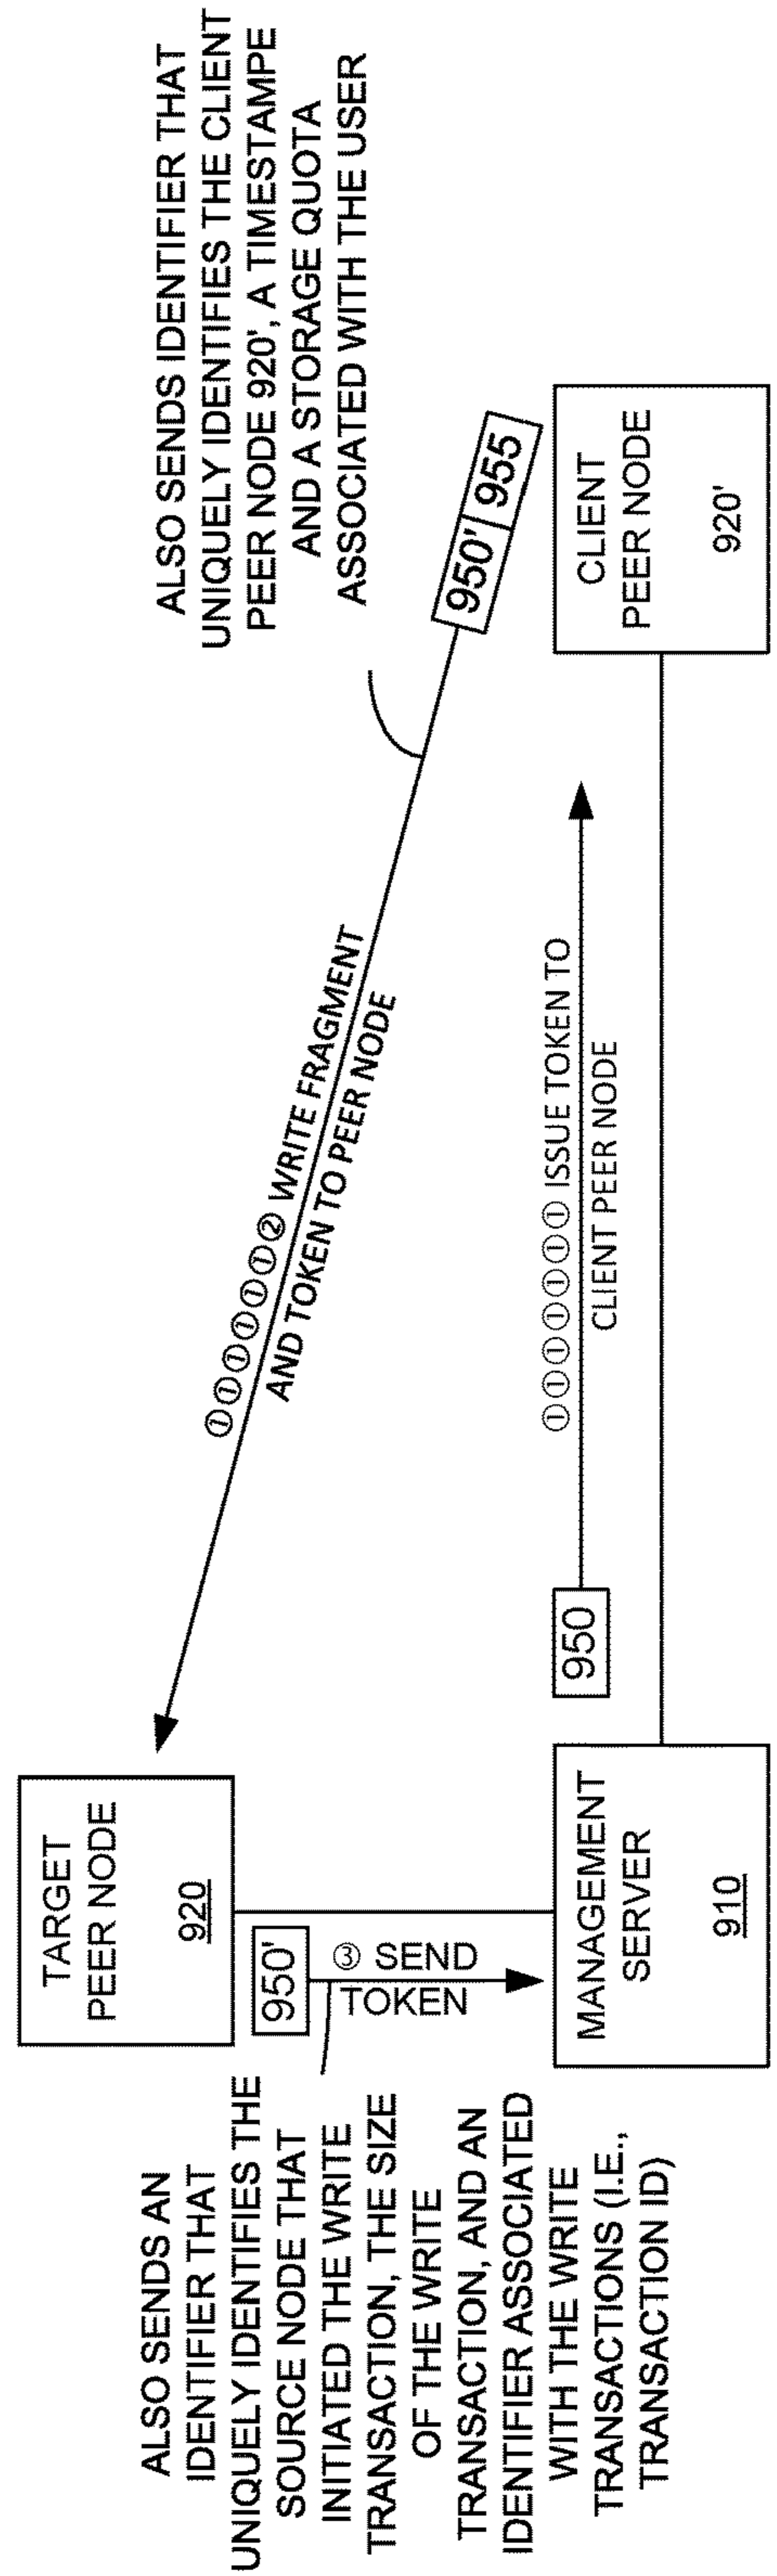 ALSO SENDS AN
IDENTIFIER THAT
UNIQUELY IDENTIFIES THE
SOURCE NODE THAT
INITIATED THE WRITE
TRANSACTION, THE SIZE
OF THE WRITE
TRANSACTION, AND AN
IDENTIFIER ASSOCIATED
WITH THE WRITE
TRANSACTIONS (I.E.,
TRANSACTION ID)
TARGET
PEER NODE
920
950'
③ SEND
TOKEN
MANAGEMENT
SERVER
910
①①①①①①② WRITE FRAGMENT
AND TOKEN TO PEER NODE
950
①①①①①①① ISSUE TOKEN TO
CLIENT PEER NODE
ALSO SENDS IDENTIFIER THAT
UNIQUELY IDENTIFIES THE CLIENT
PEER NODE 920', A TIMESTAMPE
AND A STORAGE QUOTA
ASSOCIATED WITH THE USER
950' 955
CLIENT
PEER NODE
920'